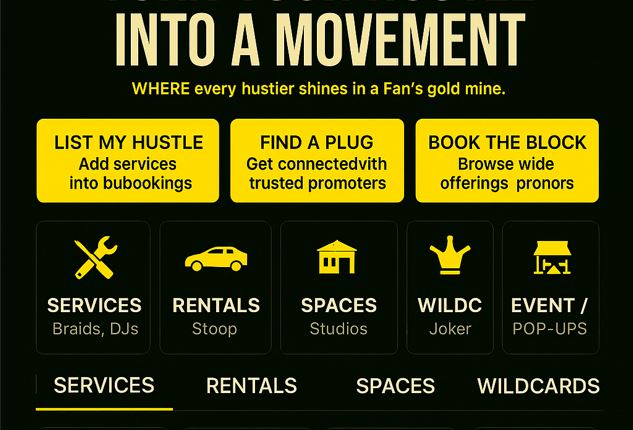 INTO A MOVEMENT
WHERE every hustier shines in a Fan's gold mine.
LIST MY HUSTLE
Add services
into bubookings
FIND A PLUG
Get connectedvith
trusted promoters
BOOK THE BLOCK
Browse wide
offerings pronors
SERVICES
Braids, DJs
RENTALS
Stoop
SPACES
Studios
WILDC
Joker
EVENT /
POP-UPS
SERVICES RENTALS SPACES WILDCARDS